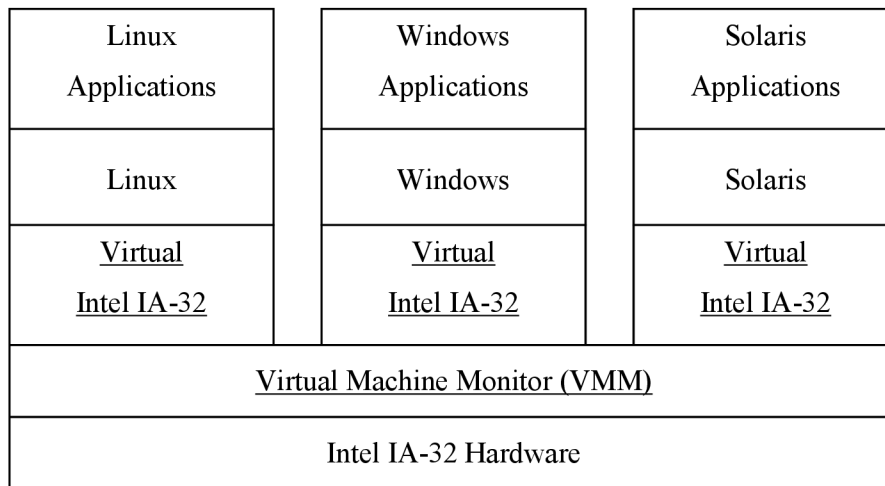 Linux
Applications
Windows
Applications
Solaris
Applications
Linux
Windows
Solaris
Virtual
Intel IA-32
Virtual
Intel IA-32
Virtual
Intel IA-32
Virtual Machine Monitor (VMM)
Intel IA-32 Hardware